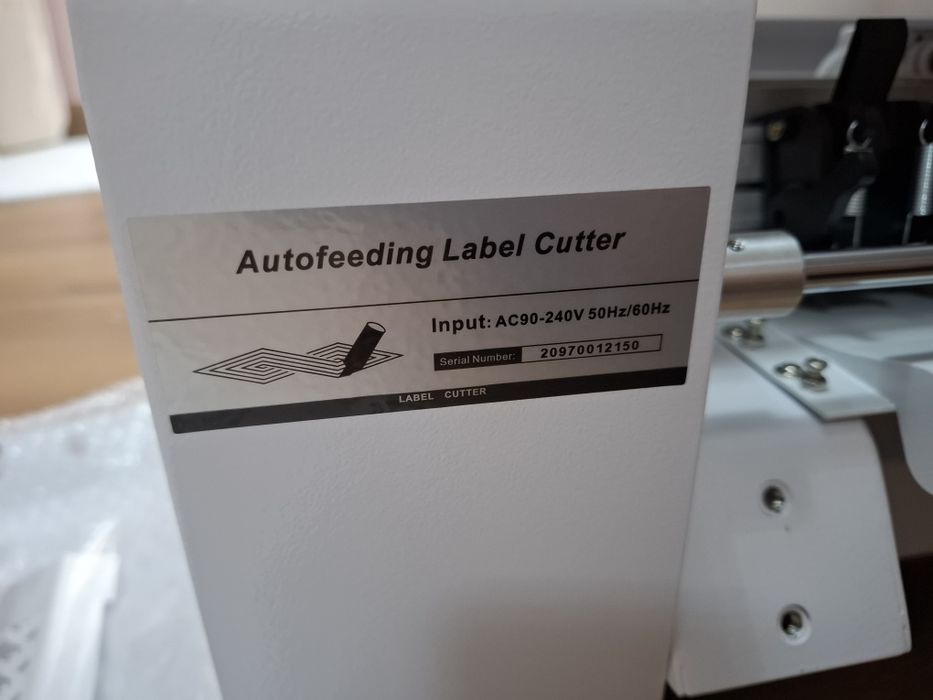 Autofeeding Label Cutter
Input: AC90-240V 50Hz/60Hz
Serial Number: 20970012150
LABEL CUTTER